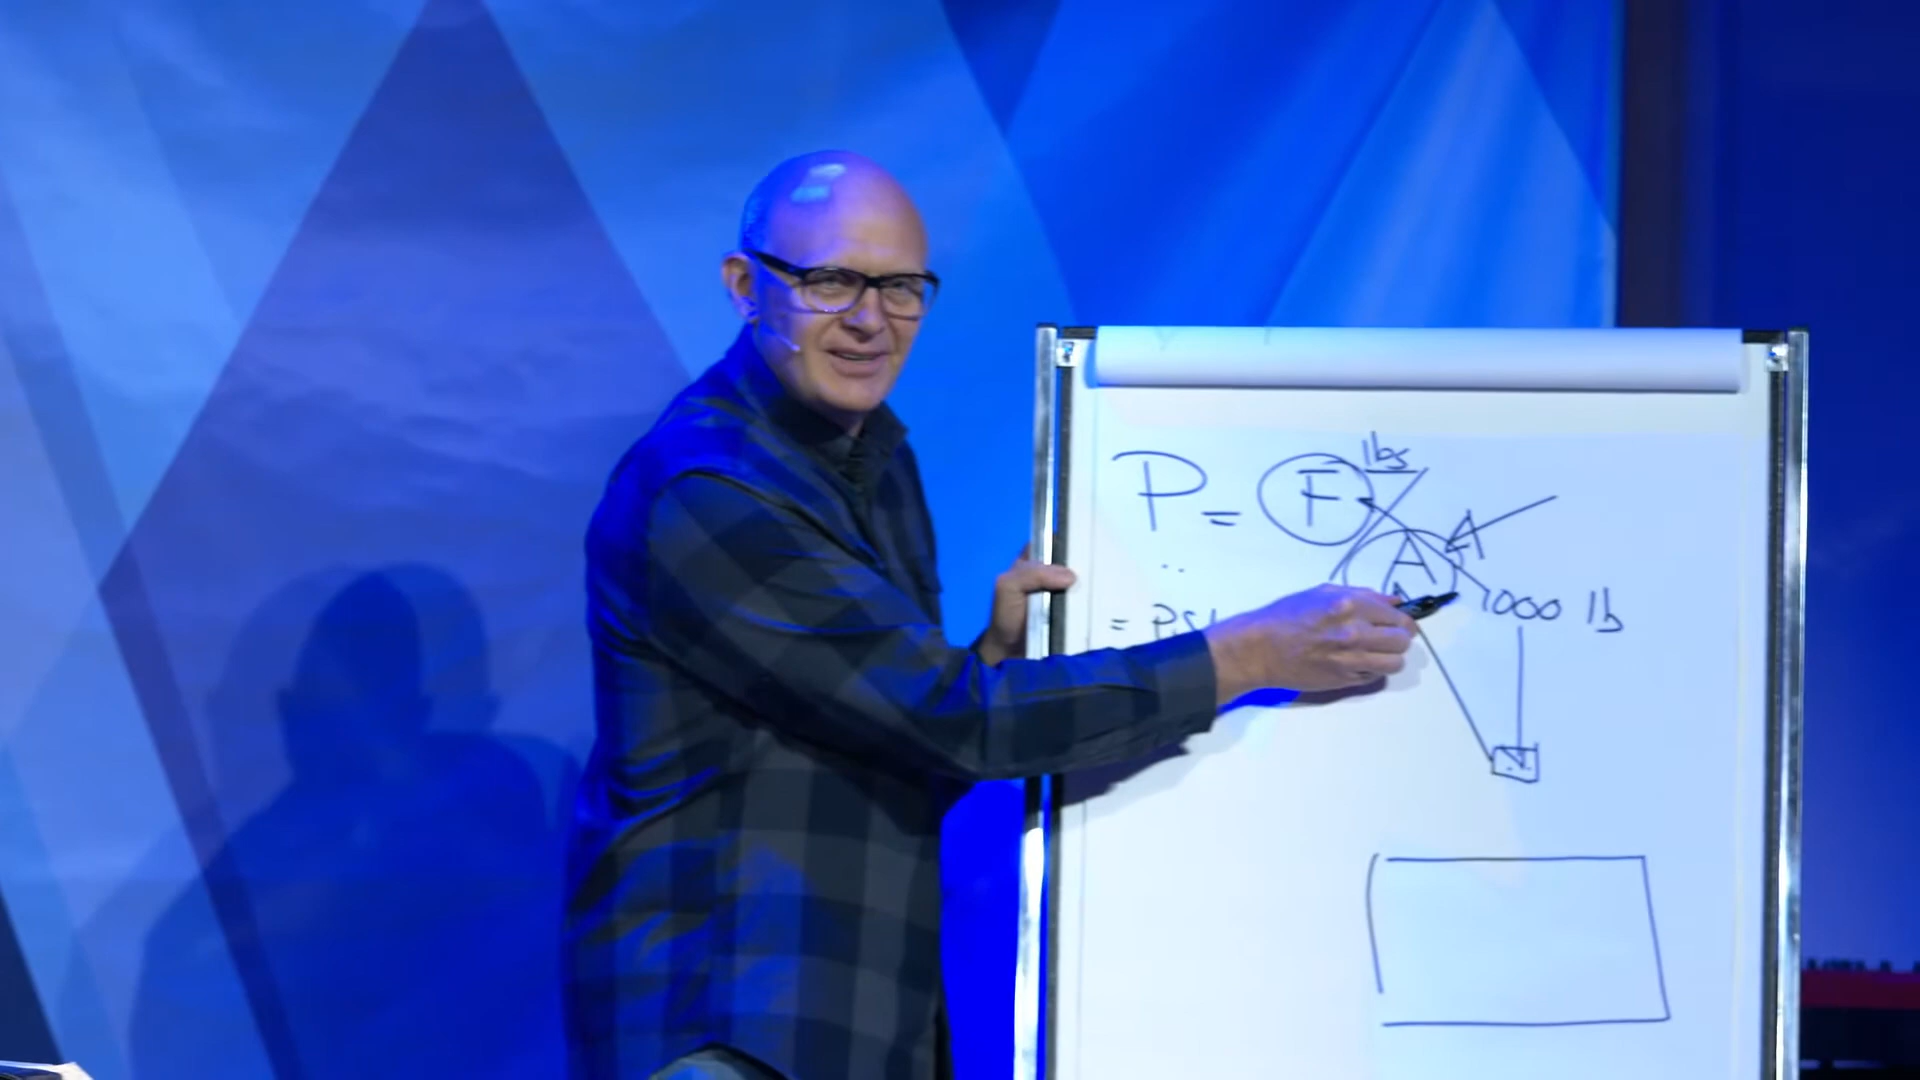 P = F lbs / A
= PSI
1000 lb